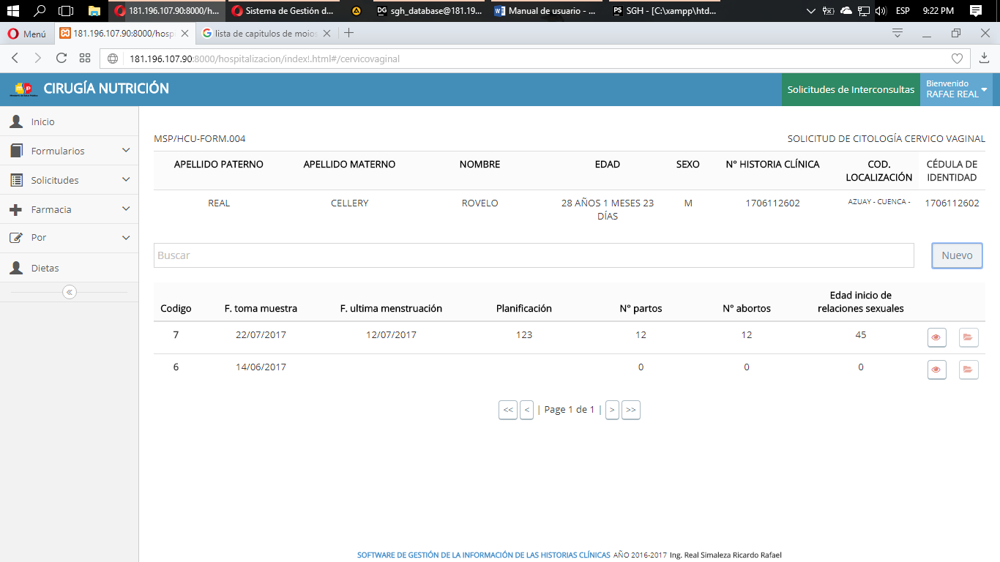 181.196.107.90:8000/h...
Sistema de Gestión d...
DG sgh_database@181.19...
Manual de usuario - ...
PS SGH - [C:\xampp\htd...
ESP
9:22 PM
Menú
181.196.107.90:8000/hospi
lista de capitulos de moios
181.196.107.90:8000/hospitalizacion/index!.html#/cervicovaginal
msp
CIRUGÍA NUTRICIÓN
Solicitudes de Interconsultas
Bienvenido
RAFAE REAL
Inicio
Formularios
Solicitudes
Farmacia
Por
Dietas
MSP/HCU-FORM.004
SOLICITUD DE CITOLOGÍA CERVICO VAGINAL
APELLIDO PATERNO APELLIDO MATERNO NOMBRE EDAD SEXO N° HISTORIA CLÍNICA COD. LOCALIZACIÓN CÉDULA DE IDENTIDAD
REAL CELLERY ROVELO 28 AÑOS 1 MESES 23 DÍAS M 1706112602 AZUAY - CUENCA - 1706112602
Buscar
Nuevo
Codigo F. toma muestra F. ultima menstruación Planificación N° partos N° abortos Edad inicio de relaciones sexuales
7 22/07/2017 12/07/2017 123 12 12 45
6 14/06/2017 0 0 0
<< < | Page 1 de 1 | > >>
SOFTWARE DE GESTIÓN DE LA INFORMACIÓN DE LAS HISTORIAS CLÍNICAS AÑO 2016-2017 Ing. Real Simaleza Ricardo Rafael